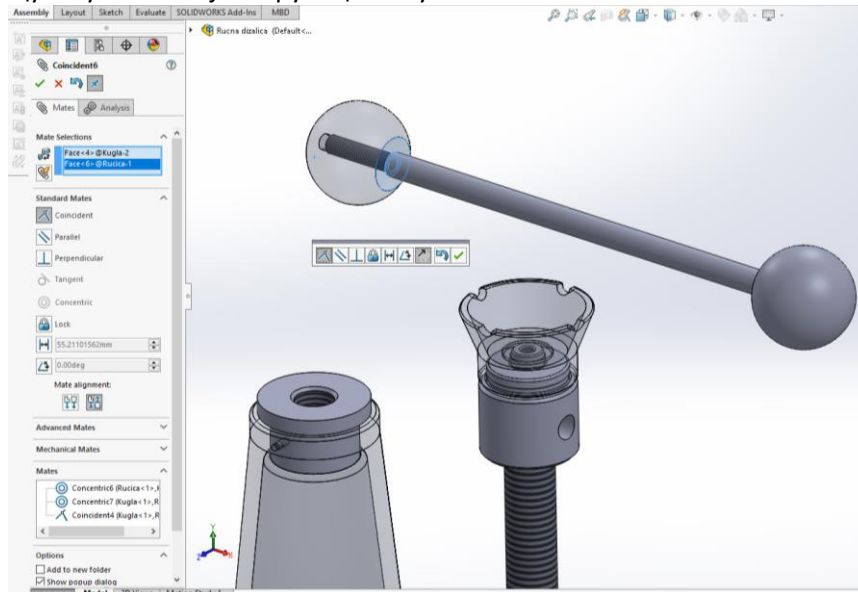 Assembly Layout Sketch Evaluate SOLIDWORKS Add-Ins MBD
Rucna dizalica (Default<...
Coincident6
Mates Analysis
Mate Selections
Face<4>@Kugla-2
Face<6>@Rucica-1
Standard Mates
Coincident
Parallel
Perpendicular
Tangent
Concentric
Lock
55.21101562mm
0.00deg
Mate alignment:
Advanced Mates
Mechanical Mates
Mates
Concentric6 (Rucica<1>,
Concentric7 (Kugla<1>,R
Coincident4 (Kugla<1>,R
Options
Add to new folder
Show popup dialog
Model 3D Views Motion Study 1